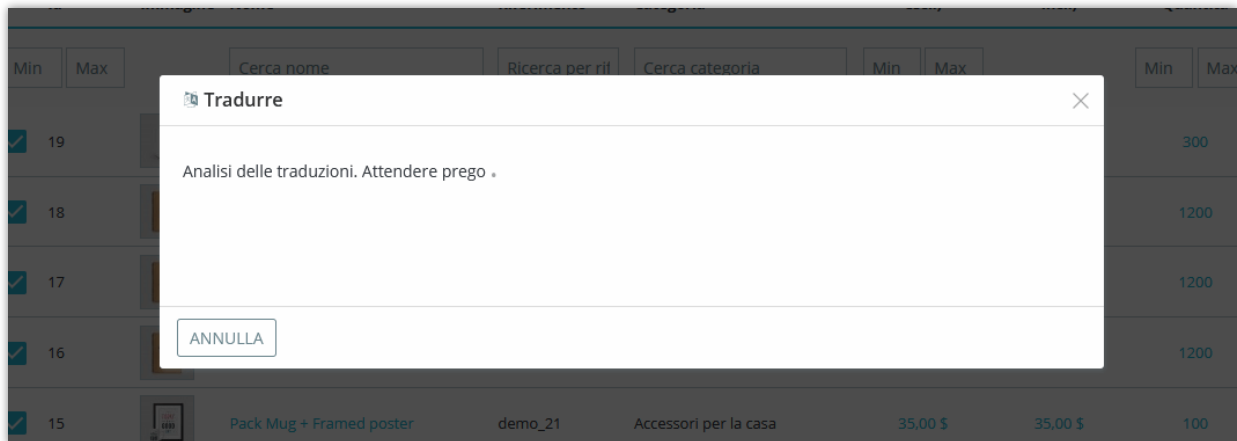 Min Max Cerca nome Ricerca per rif Cerca categoria Min Max Min Max
Tradurre
19 300
Analisi delle traduzioni. Attendere prego .
18 1200
17 1200
ANNULLA
16 1200
15 Pack Mug + Framed poster demo_21 Accessori per la casa 35,00 $ 35,00 $ 100